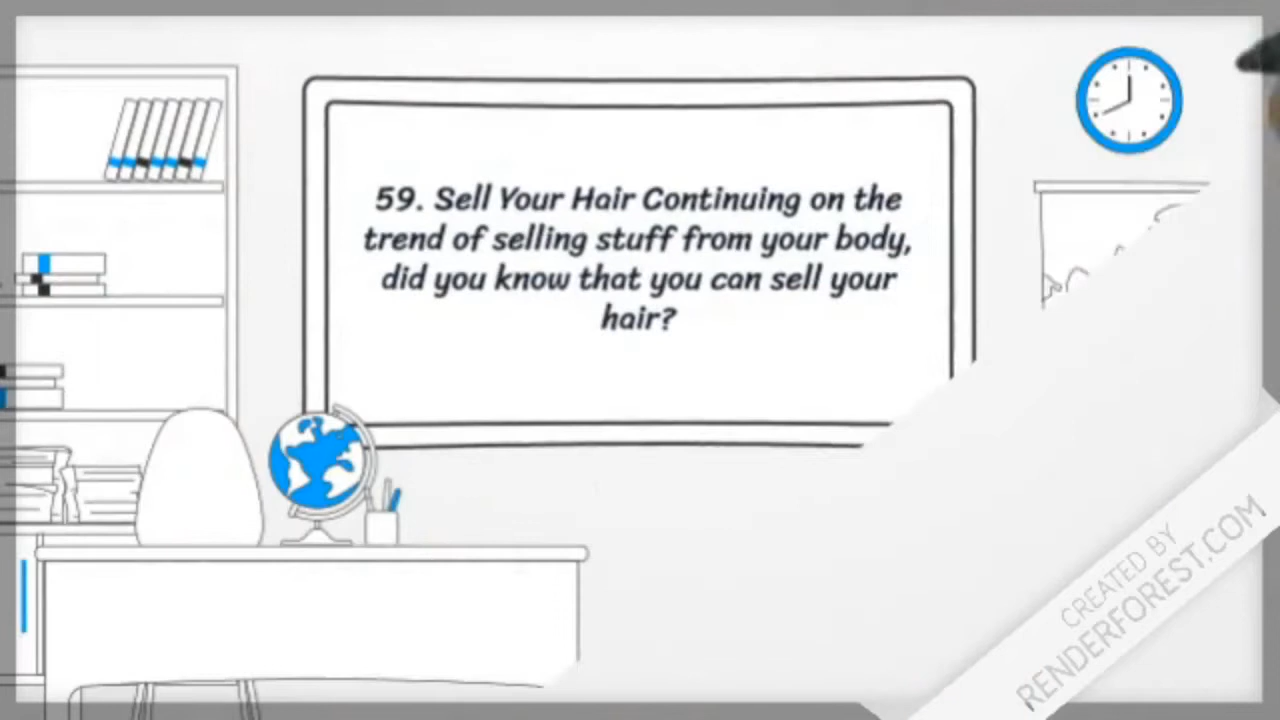 59. Sell Your Hair Continuing on the
trend of selling stuff from your body,
did you know that you can sell your
hair?
CREATED BY
RENDERFOREST.COM